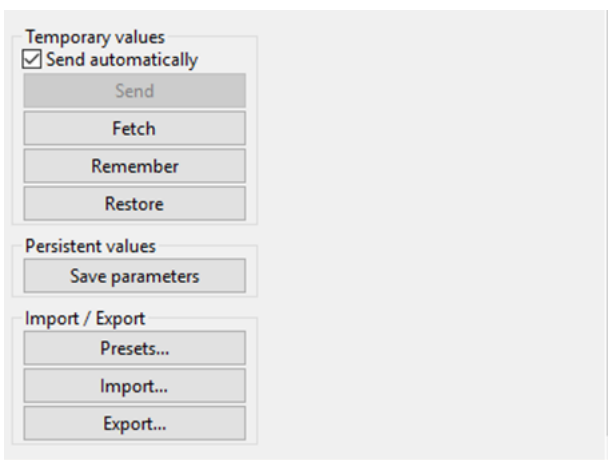 Temporary values
Send automatically
Send
Fetch
Remember
Restore
Persistent values
Save parameters
Import / Export
Presets...
Import...
Export...